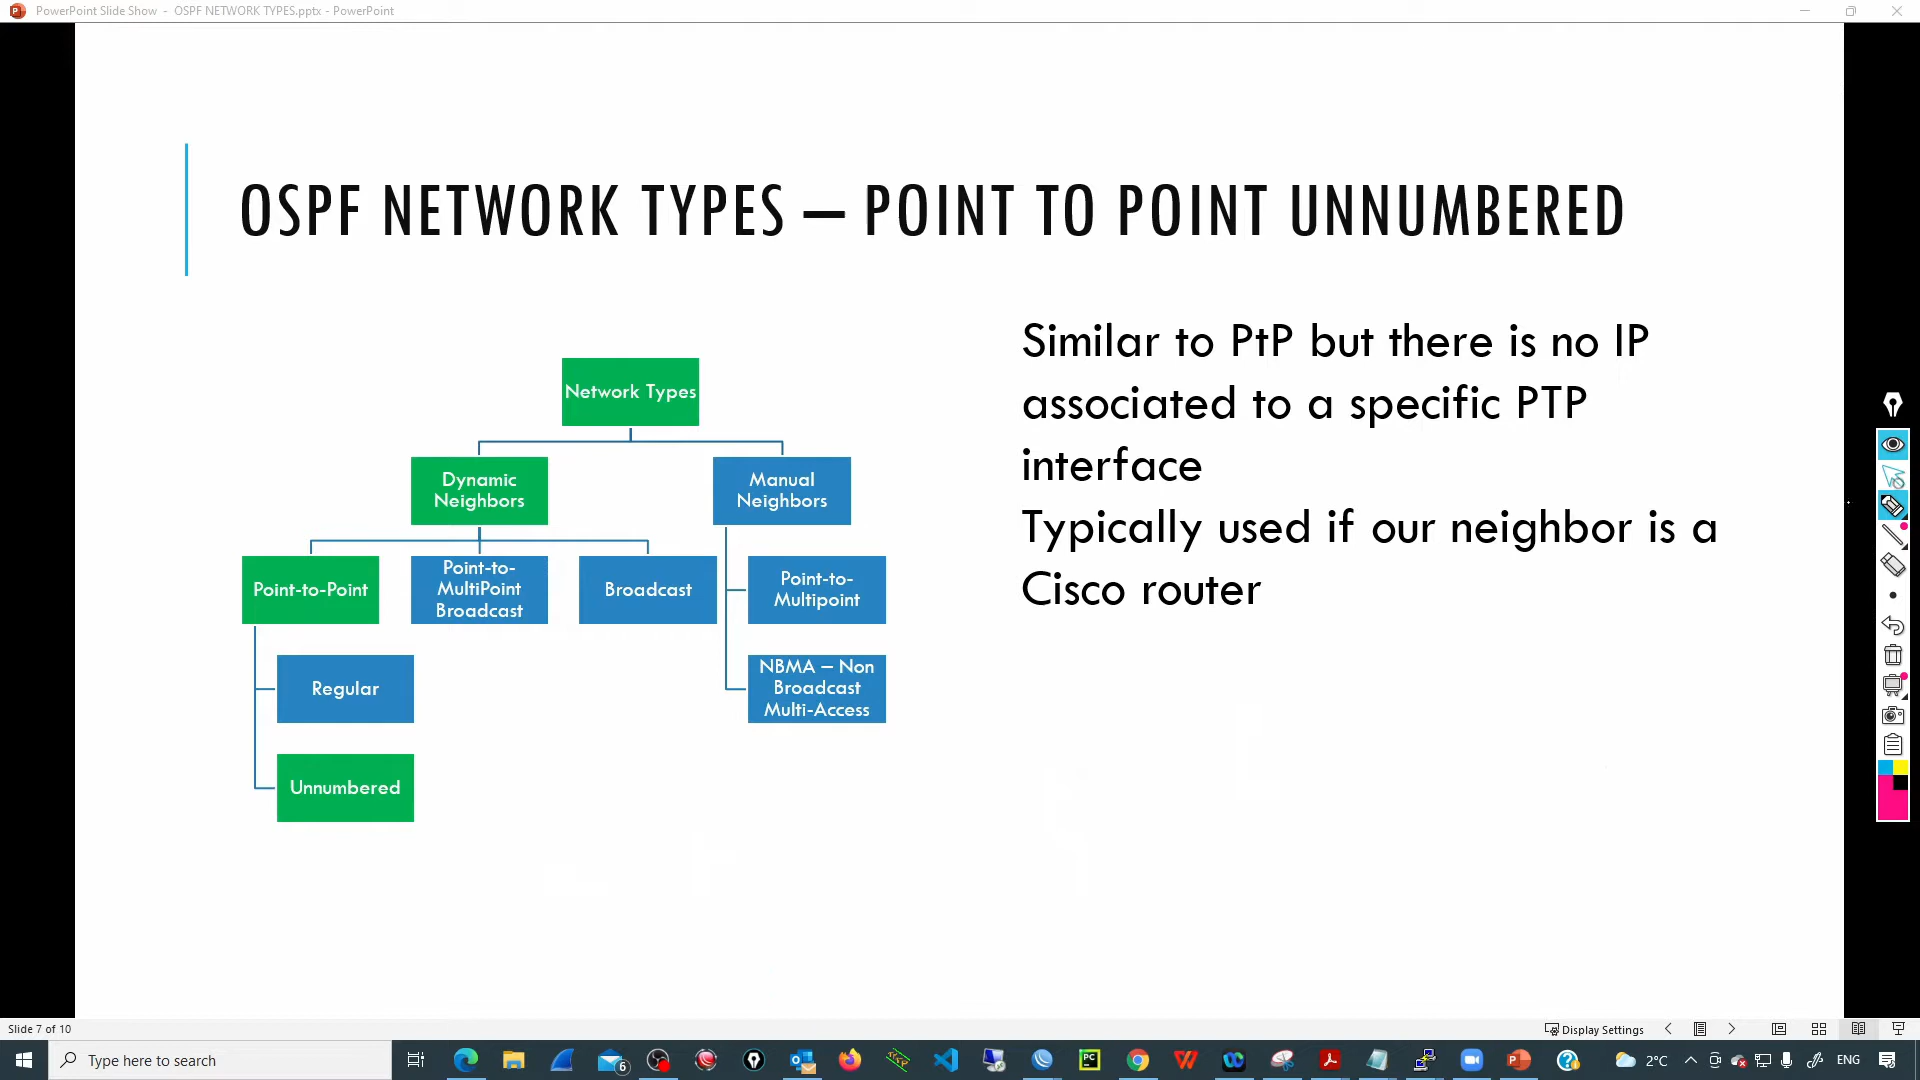 PowerPoint Slide Show - OSPF NETWORK TYPES.pptx - PowerPoint
OSPF NETWORK TYPES – POINT TO POINT UNNUMBERED
Similar to PtP but there is no IP
associated to a specific PTP
interface
Typically used if our neighbor is a
Cisco router
Network Types
Dynamic
Neighbors
Manual
Neighbors
Point-to-Point
Point-to-
MultiPoint
Broadcast
Broadcast
Point-to-
Multipoint
Regular
NBMA – Non
Broadcast
Multi-Access
Unnumbered
Slide 7 of 10
Display Settings
Type here to search
6
PC
2°C
ENG